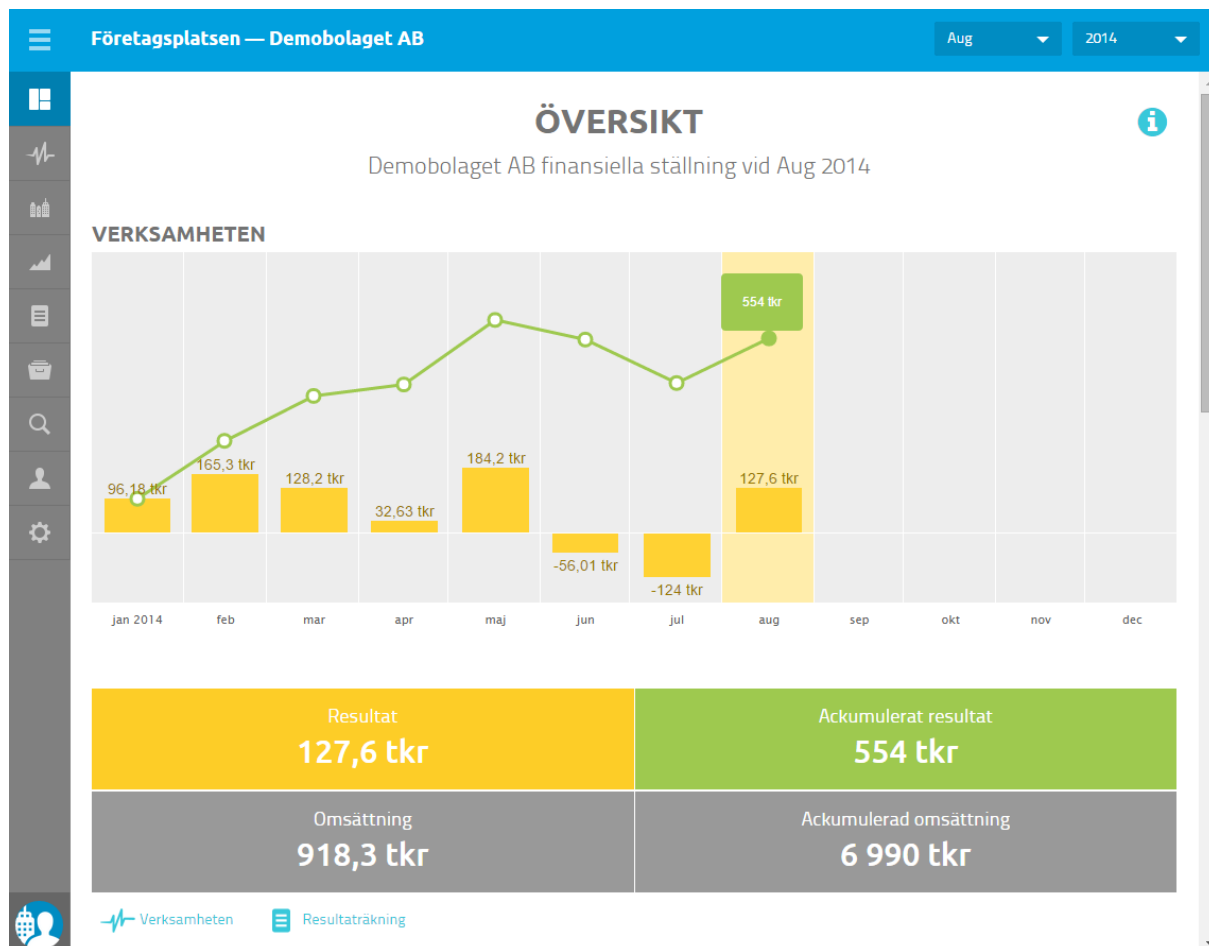 Företagsplatsen — Demobolaget AB
Aug
2014
ÖVERSIKT
Demobolaget AB finansiella ställning vid Aug 2014
VERKSAMHETEN
554 tkr
96,18 tkr
165,3 tkr
128,2 tkr
32,63 tkr
184,2 tkr
-56,01 tkr
-124 tkr
127,6 tkr
jan 2014 feb mar apr maj jun jul aug sep okt nov dec
Resultat
127,6 tkr
Ackumulerat resultat
554 tkr
Omsättning
918,3 tkr
Ackumulerad omsättning
6 990 tkr
Verksamheten
Resultaträkning